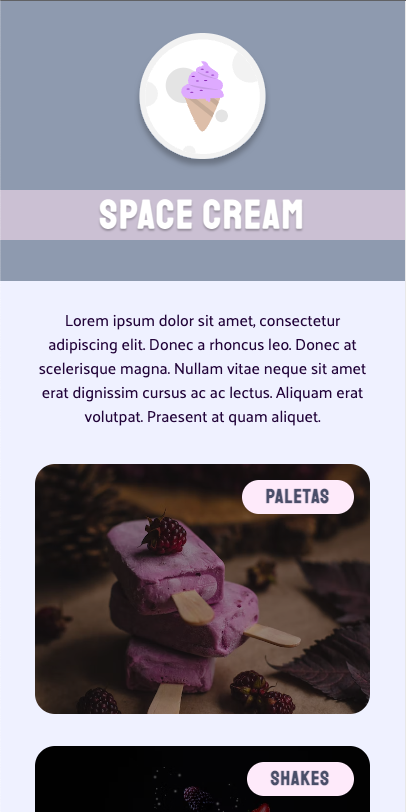 SPACE CREAM
Lorem ipsum dolor sit amet, consectetur
adipiscing elit. Donec a rhoncus leo. Donec at
scelerisque magna. Nullam vitae neque sit amet
erat dignissim cursus ac ac lectus. Aliquam erat
volutpat. Praesent at quam aliquet.
PALETAS
SHAKES